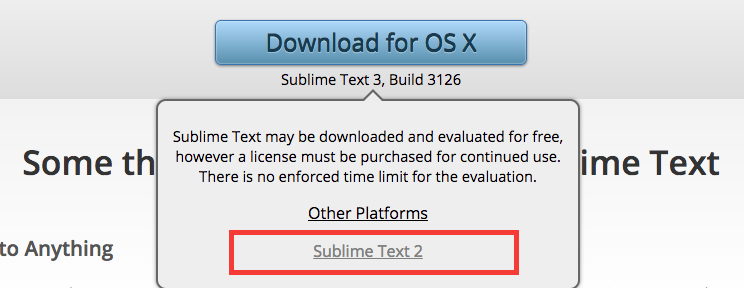 Download for OS X
Sublime Text 3, Build 3126
Sublime Text may be downloaded and evaluated for free,
however a license must be purchased for continued use.
There is no enforced time limit for the evaluation.
Some th
ime Text
Other Platforms
to Anything
Sublime Text 2